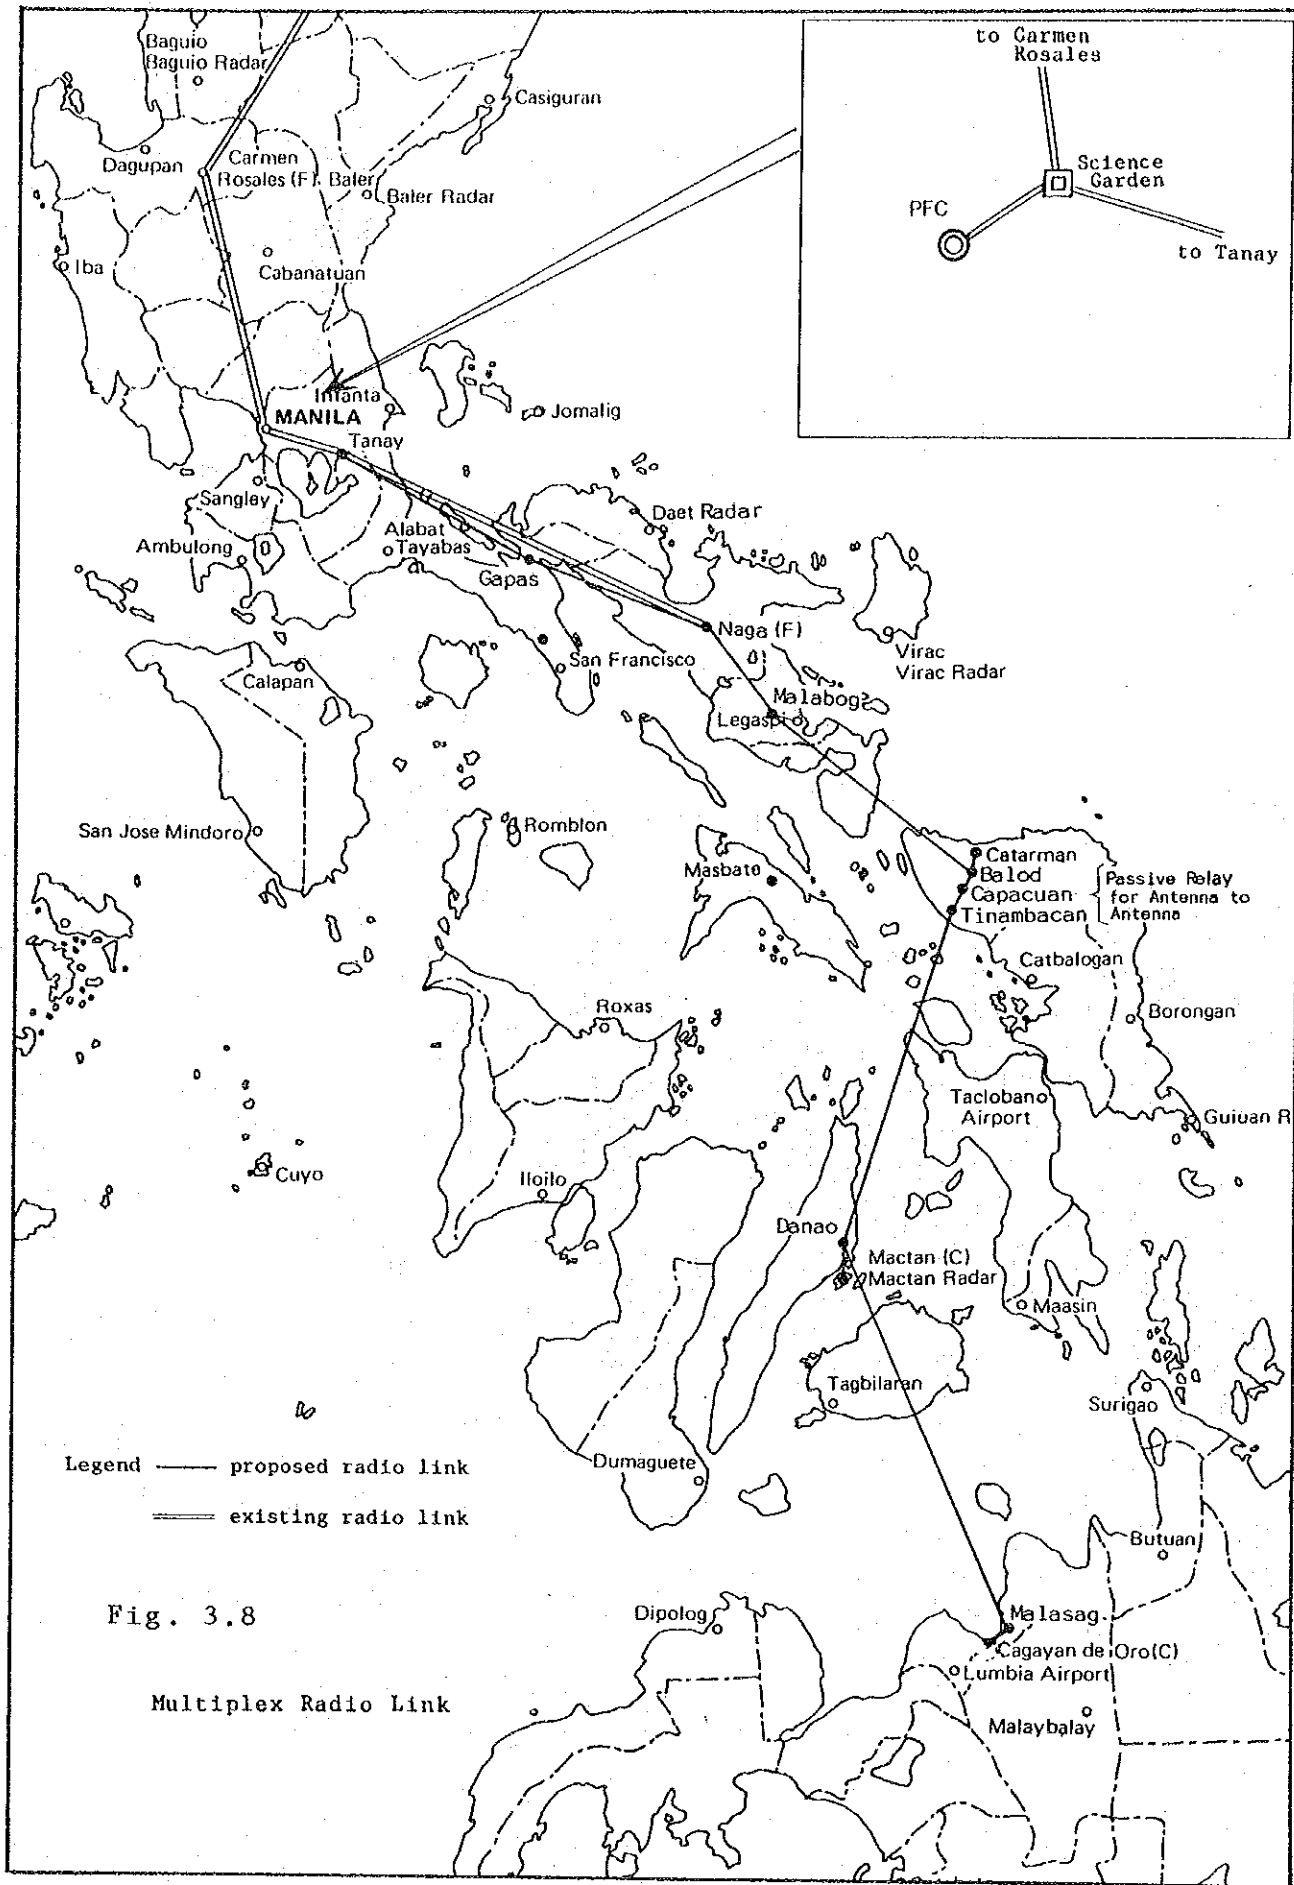 Baguio
Baguio Radar
Casiguran
to Carmen
Rosales
Dagupan
Carmen
Rosales (F)
Baler
Baler Radar
Science
Garden
PFC
to Tanay
Iba
Cabanatuan
Infanta
Jomalig
MANILA
Tanay
Sangley
Daet Radar
Alabat
Tayabas
Ambulong
Gapas
Naga (F)
Virac
Virac Radar
San Francisco
Calapan
Malabog
Legaspi
San Jose Mindoro
Romblon
Masbate
Catarman
Balod
Capacuan
Tinambacan
Passive Relay
for Antenna to
Antenna
Catbalogan
Roxas
Borongan
Taclobano
Airport
Guiuan R
Cuyo
Iloilo
Danao
Mactan (C)
Mactan Radar
Maasin
Tagbilaran
Surigao
Dumaguete
Legend
proposed radio link
existing radio link
Butuan
Fig. 3.8
Dipolog
Malasag
Cagayan de Oro(C)
Lumbia Airport
Multiplex Radio Link
Malaybalay